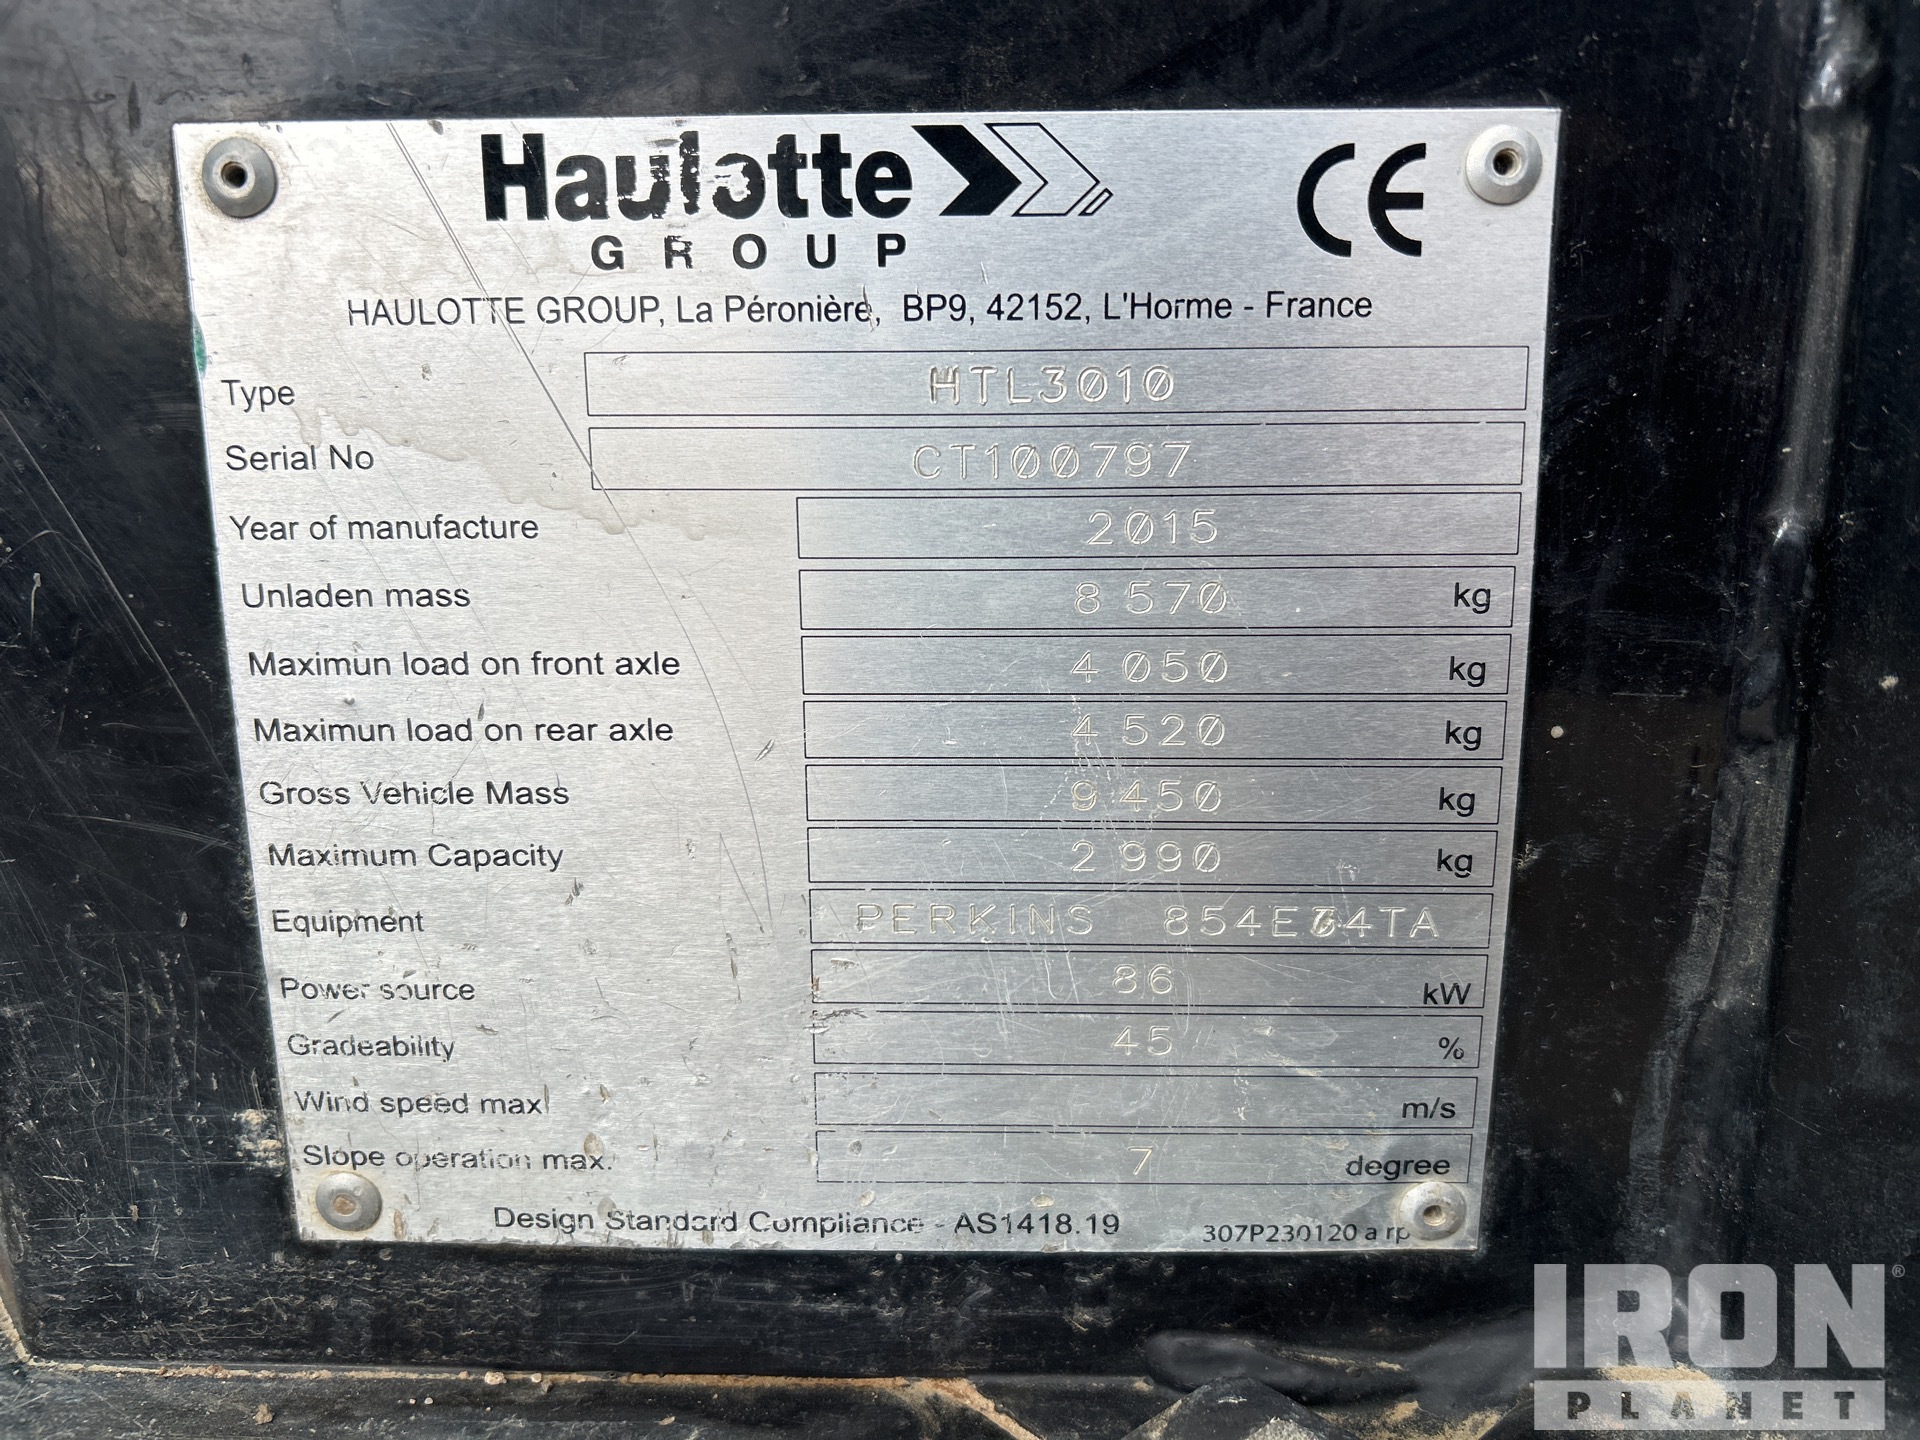 Haulotte
GROUP
CE
HAULOTTE GROUP, La Péronière, BP9, 42152, L'Horme - France
Type HTL3010
Serial No CT100797
Year of manufacture 2015
Unladen mass 8 570 kg
Maximun load on front axle 4 050 kg
Maximun load on rear axle 4 520 kg
Gross Vehicle Mass 9 450 kg
Maximum Capacity 2 990 kg
Equipment PERKINS
Power source 86 kW
Gradeability 45 %
Wind speed max m/s
Slope operation max. 7 degree
Design Standard Compliance - AS1418.19
307P230120 a rp
IRON ®
PLANET